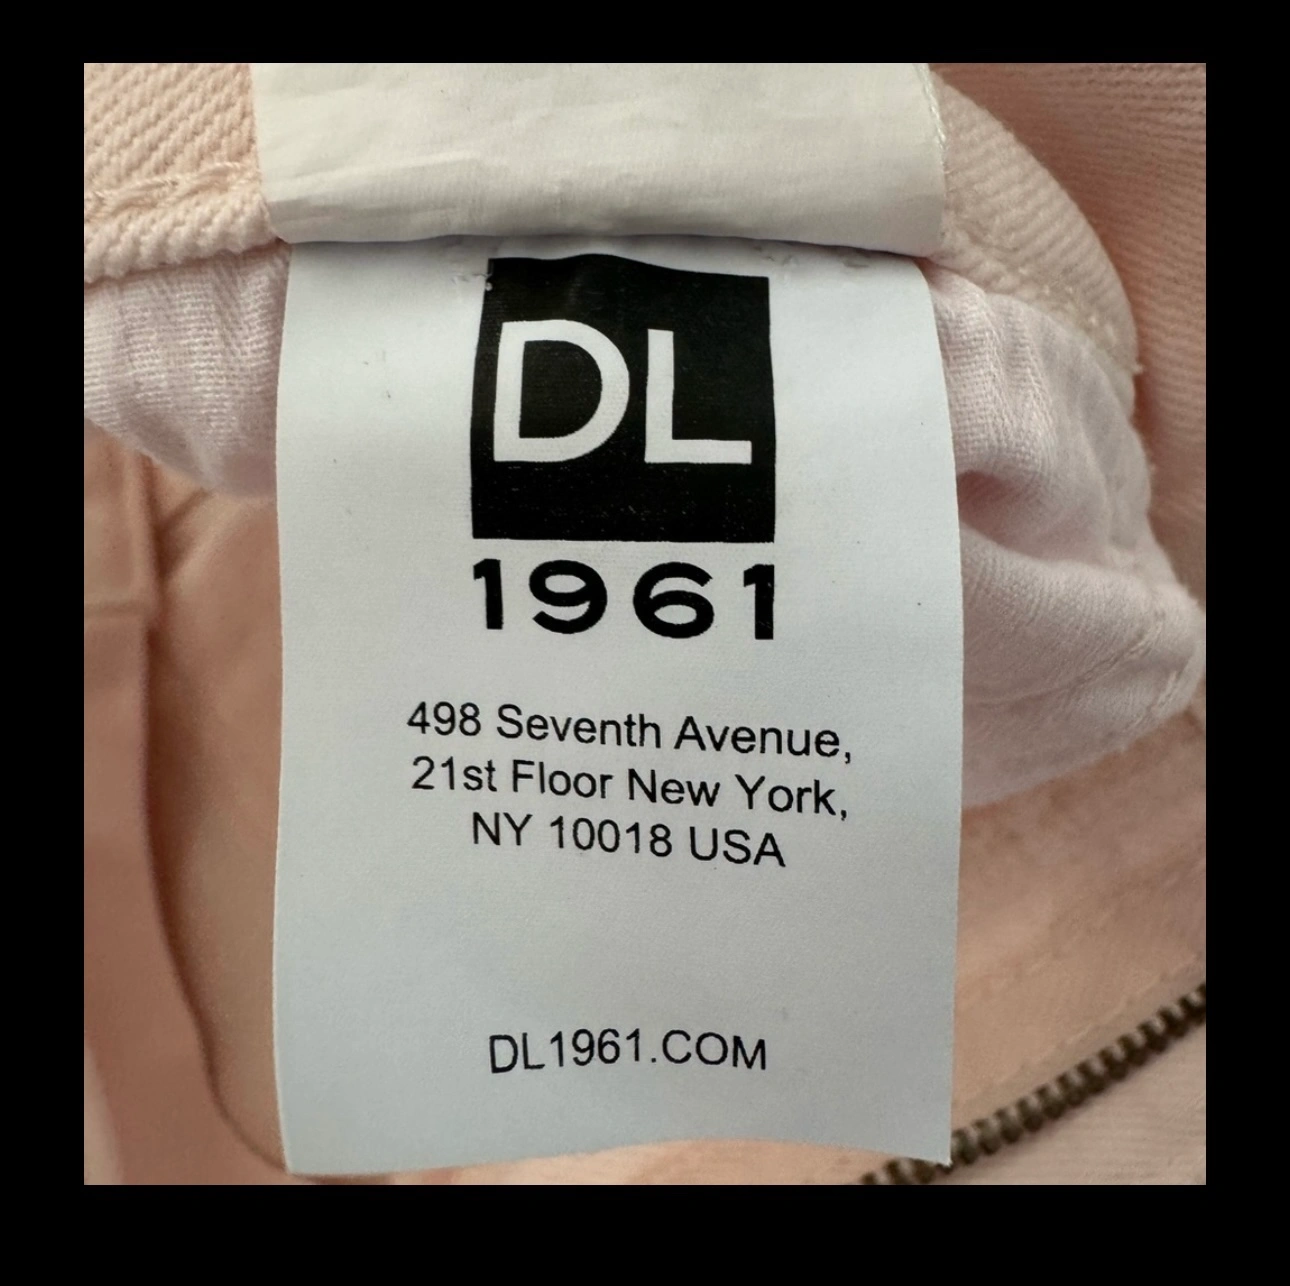 DL
1961
498 Seventh Avenue,
21st Floor New York,
NY 10018 USA
DL1961.COM